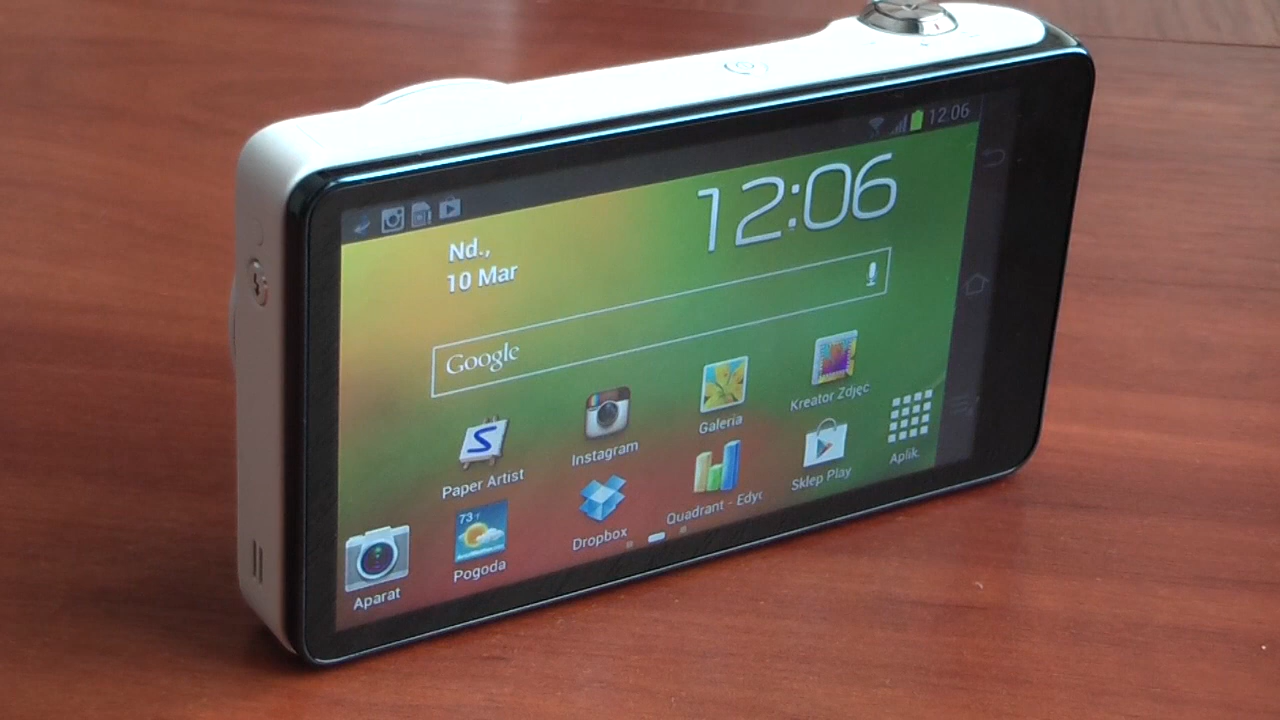 12:06
12:06
Nd.,
10 Mar
Google
Paper Artist
Instagram
Galeria
Kreator Zdjęć
Aparat
73°F
Pogoda
Dropbox
Quadrant - Edyc
Sklep Play
Aplik.